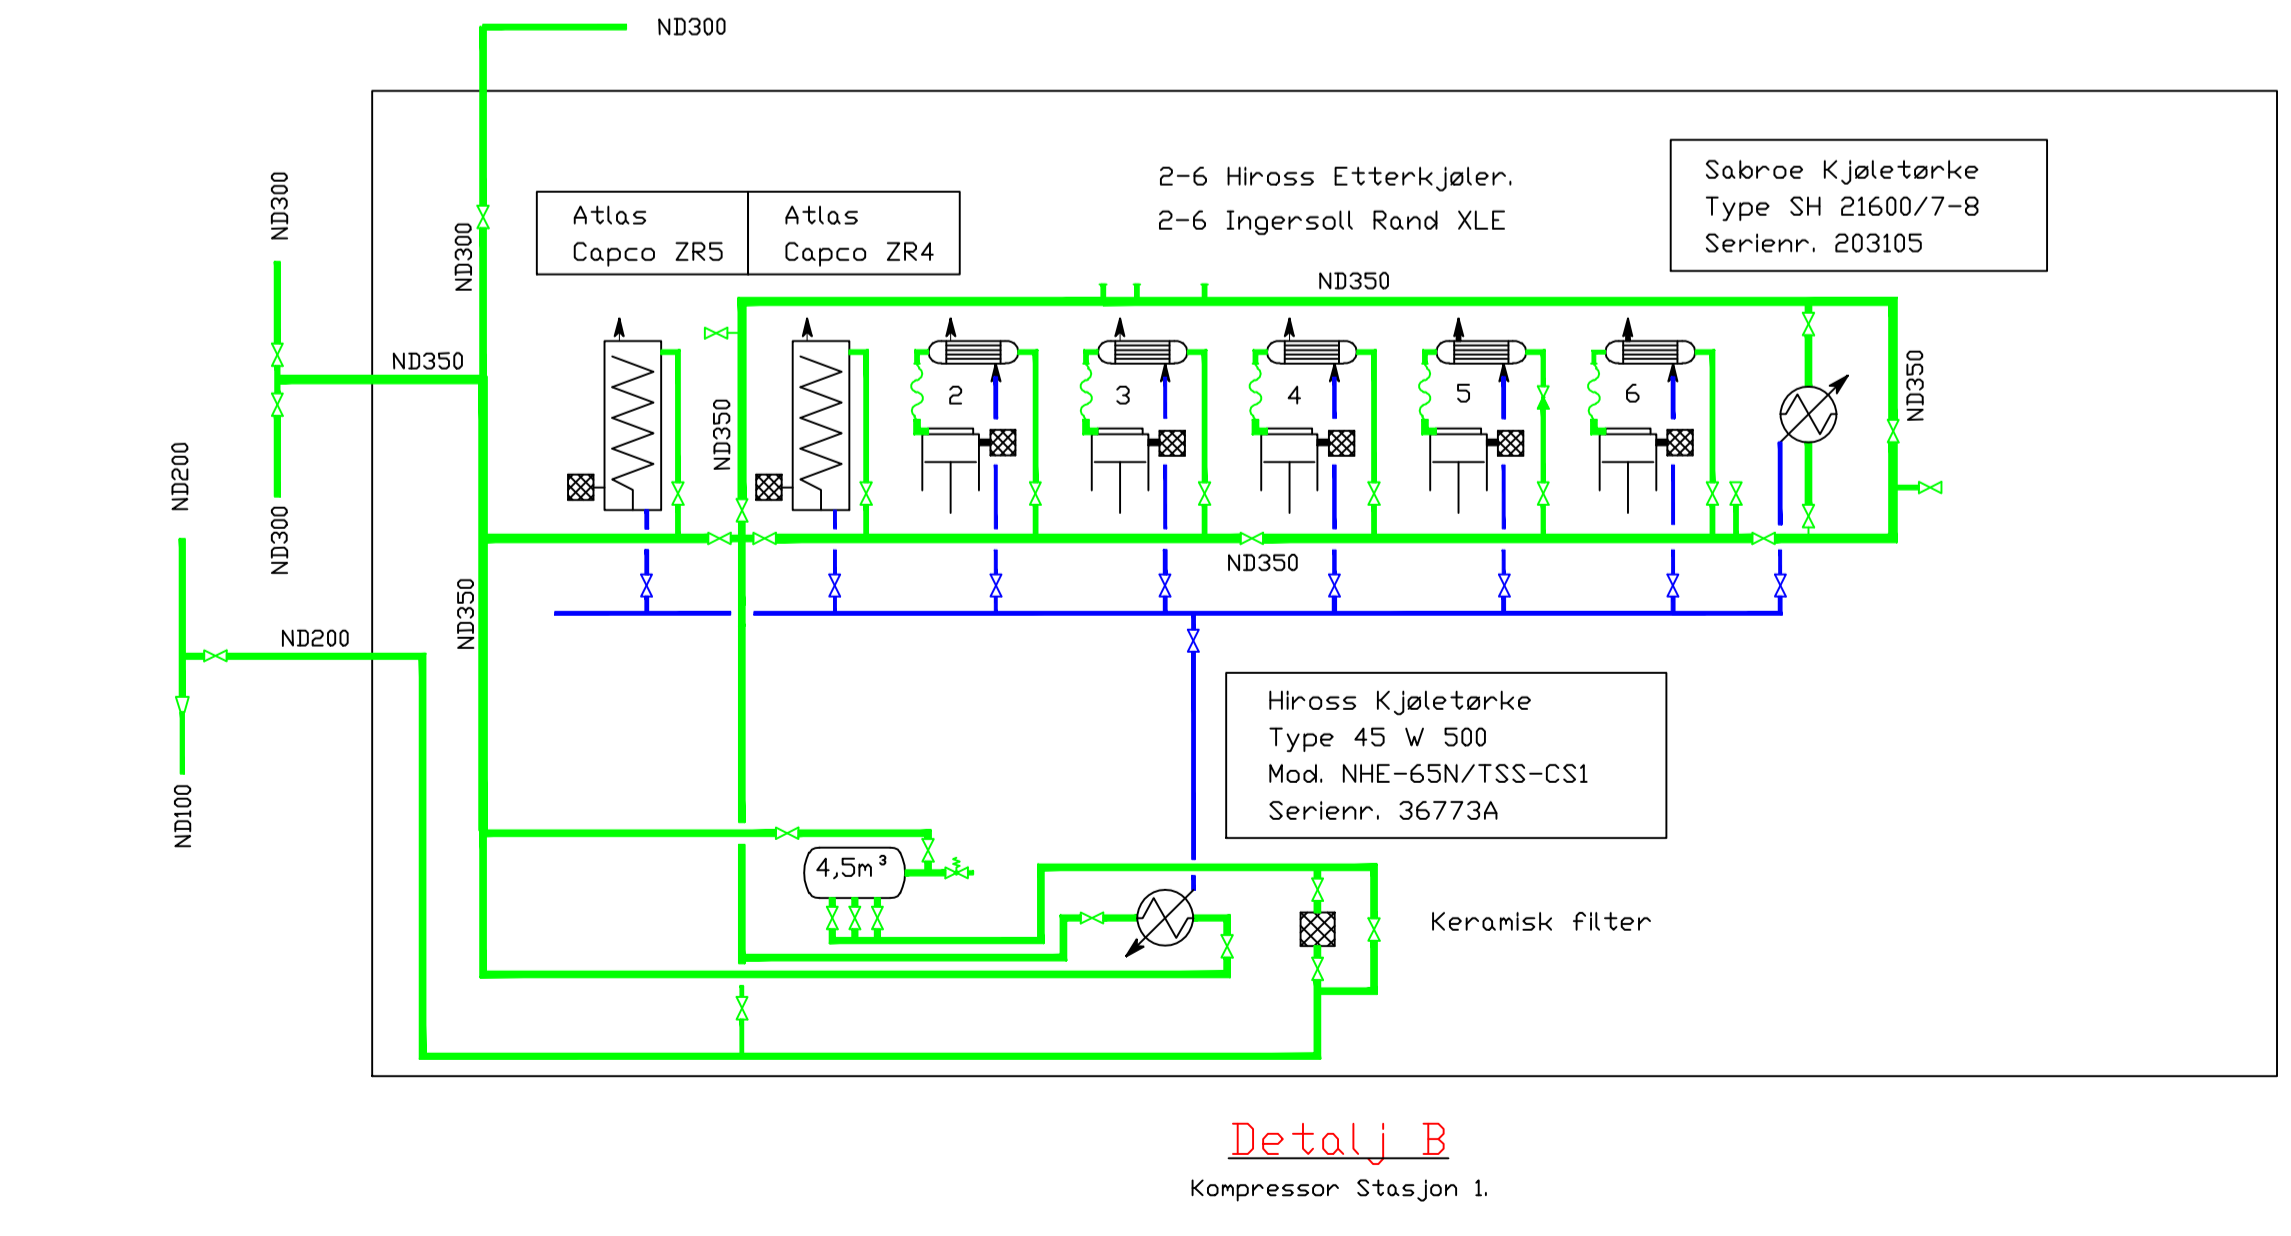 ND300
ND300
ND300
Atlas
Capco ZR5
Atlas
Capco ZR4
2-6 Hiross Etterkjøler.
2-6 Ingersoll Rand XLE
Sabroe Kjøletørke
Type SH 21600/7-8
Serienr. 203105
ND350
ND350
ND350
ND350
2
3
4
5
6
ND200
ND300
ND350
ND350
ND200
ND100
Hiross Kjøletørke
Type 45 W 500
Mod. NHE-65N/TSS-CS1
Serienr. 36773A
4,5m³
Keramisk filter
Detalj B
Kompressor Stasjon 1.